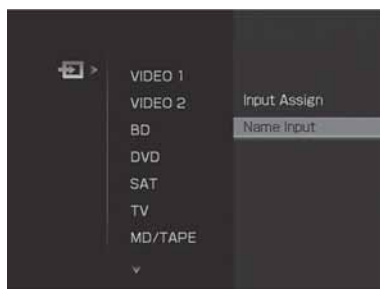 VIDEO 1
VIDEO 2
BD
DVD
SAT
TV
MD/TAPE
Input Assign
Name Input